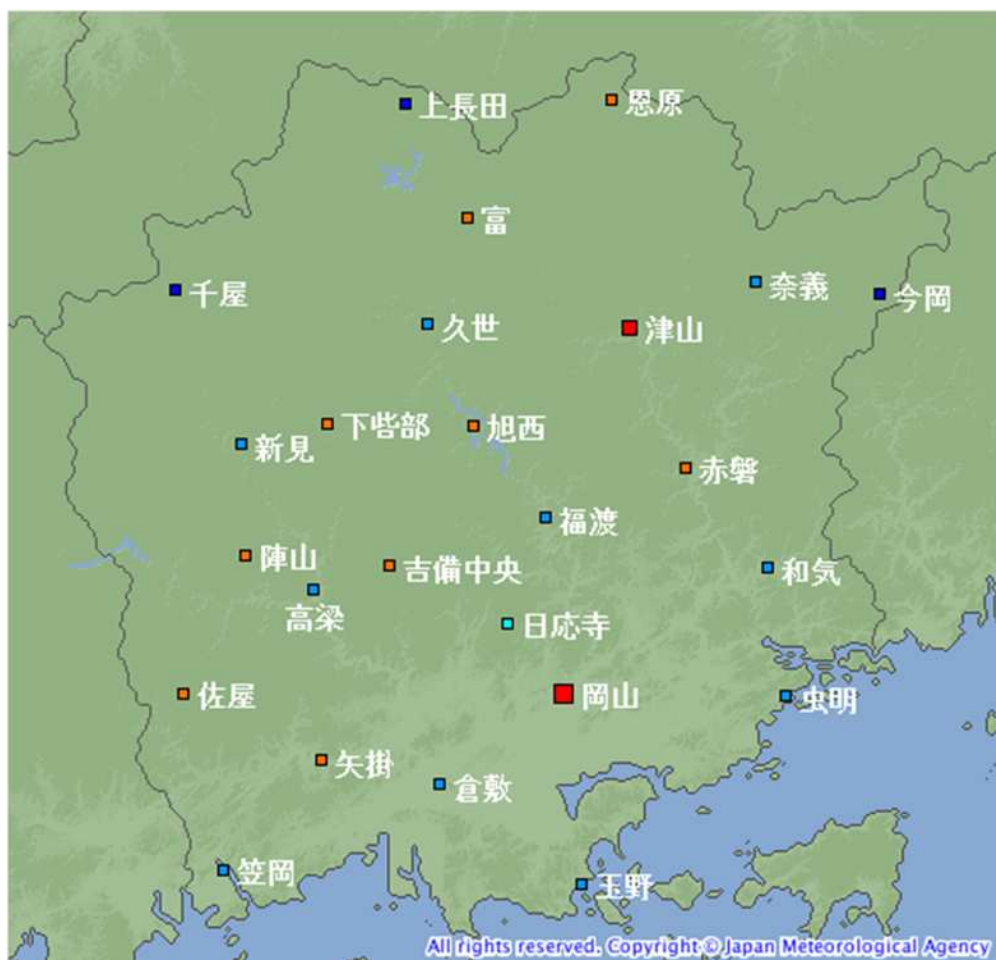 上長田
恩原
富
千屋
奈義
今岡
久世
津山
下呰部
旭西
新見
赤磐
福渡
陣山
吉備中央
和気
高梁
日応寺
佐屋
岡山
虫明
矢掛
倉敷
笠岡
玉野
All rights reserved. Copyright © Japan Meteorological Agency